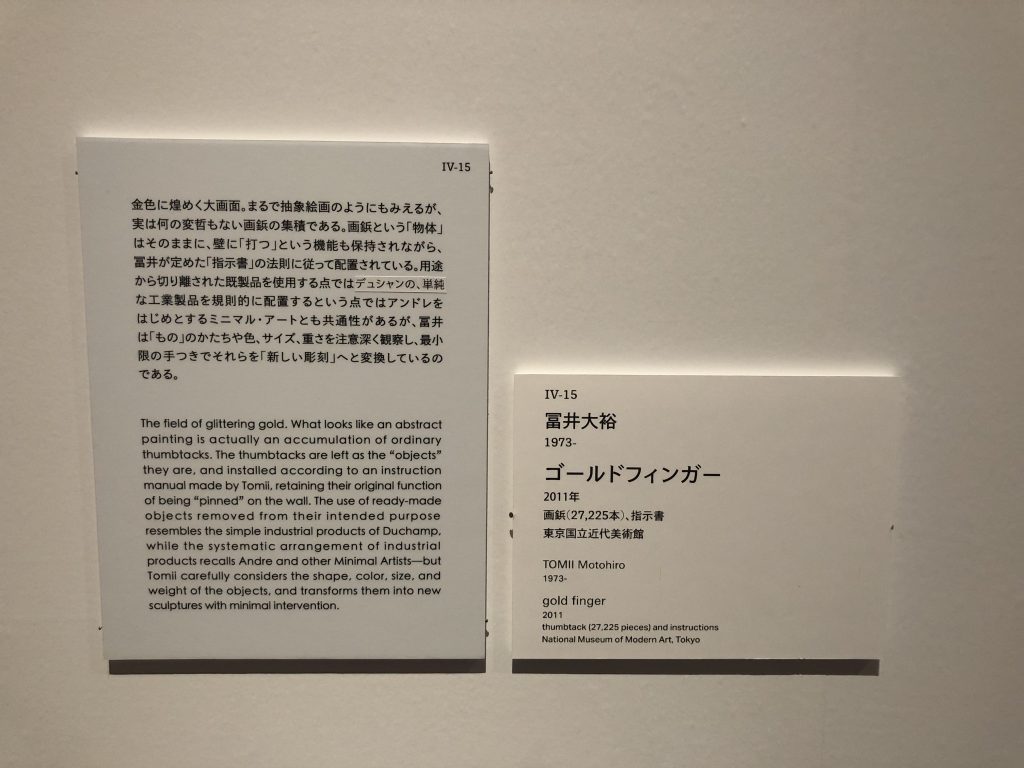 IV-15
金色に煌めく大画面。まるで抽象絵画のようにもみえるが、
実は何の変哲もない画鋲の集積である。画鋲という「物体」
はそのままに、壁に「打つ」という機能も保持されながら、
冨井が定めた「指示書」の法則に従って配置されている。用途
から切り離された既製品を使用する点ではデュシャンの、単純
な工業製品を規則的に配置するという点ではアンドレを
はじめとするミニマル・アートとも共通性があるが、冨井
は「もの」のかたちや色、サイズ、重さを注意深く観察し、最小
限の手つきでそれらを「新しい彫刻」へと変換しているの
である。
The field of glittering gold. What looks like an abstract
painting is actually an accumulation of ordinary
thumbtacks. The thumbtacks are left as the “objects”
they are, and installed according to an instruction
manual made by Tomii, retaining their original function
of being “pinned” on the wall. The use of ready-made
objects removed from their intended purpose
resembles the simple industrial products of Duchamp,
while the systematic arrangement of industrial
products recalls Andre and other Minimal Artists—but
Tomii carefully considers the shape, color, size, and
weight of the objects, and transforms them into new
sculptures with minimal intervention.
IV-15
冨井大裕
1973-
ゴールドフィンガー
2011年
画鋲(27,225本)、指示書
東京国立近代美術館
TOMII Motohiro
1973-
gold finger
2011
thumbtack (27,225 pieces) and instructions
National Museum of Modern Art, Tokyo